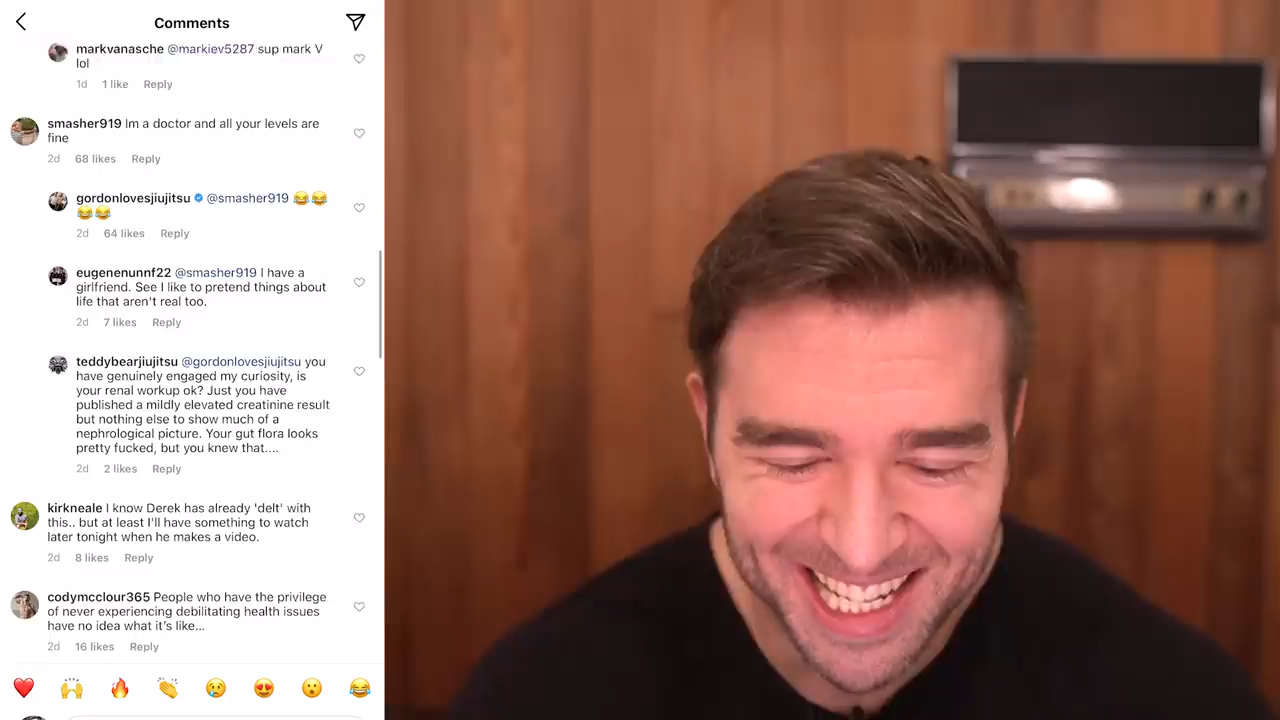 Comments
markvanasche @markiev5287 sup mark V
lol
1d 1 like Reply
smasher919 Im a doctor and all your levels are
fine
2d 68 likes Reply
gordonlovesjiujitsu @smasher919 😂😂
😂😂
2d 64 likes Reply
eugenenunnf22 @smasher919 I have a
girlfriend. See I like to pretend things about
life that aren't real too.
2d 7 likes Reply
teddybearjiujitsu @gordonlovesjiujitsu you
have genuinely engaged my curiosity, is
your renal workup ok? Just you have
published a mildly elevated creatinine result
but nothing else to show much of a
nephrological picture. Your gut flora looks
pretty fucked, but you knew that....
2d 2 likes Reply
kirkneale I know Derek has already 'delt' with
this.. but at least I'll have something to watch
later tonight when he makes a video.
2d 8 likes Reply
codymcclour365 People who have the privilege
of never experiencing debilitating health issues
have no idea what it's like...
2d 16 likes Reply
❤️ 🙌 🔥 👏 😢 😍 😮 😂